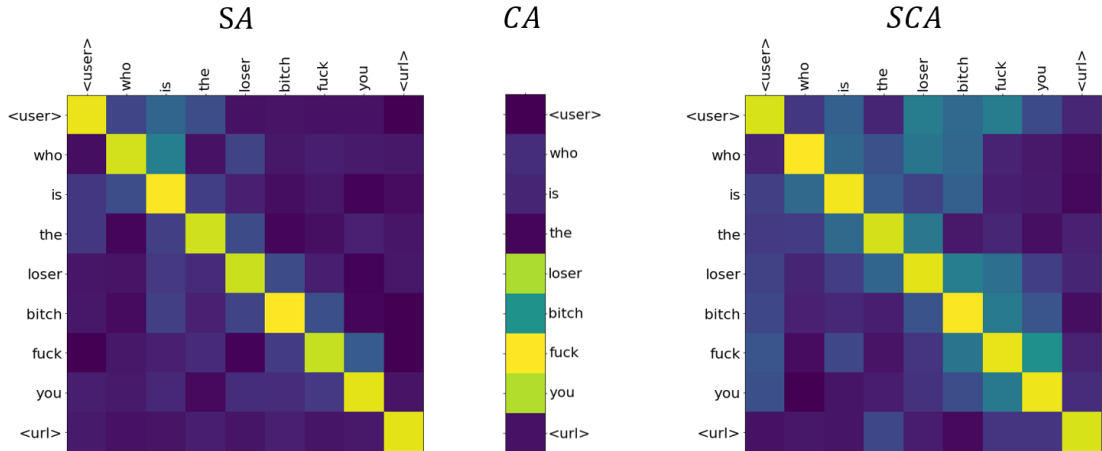 SA CA SCA
<user> who is the loser bitch fuck you <url> <user> who is the loser bitch fuck you <url>
<user> <user> <user>
who who who
is is is
the the the
loser loser loser
bitch bitch bitch
fuck fuck fuck
you you you
<url> <url> <url>